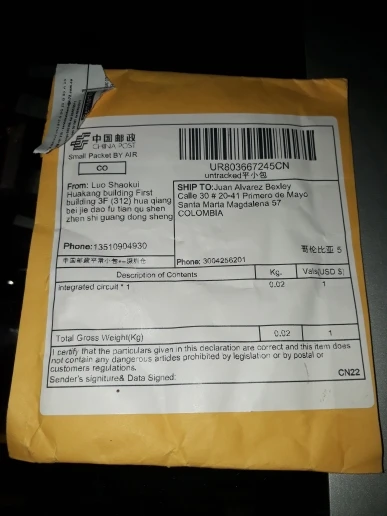 中国邮政
CHINA POST
Small Packet BY AIR
CO
UR803667245CN
untracked平小包
From: Luo Shaokui
Huakang building First
building 3F (312) hua qiang
bei jie dao fu tian qu shen
zhen shi guang dong sheng
Phone:13510904930
SHIP TO:Juan Alvarez Bexloy
Calle 30 # 20-41 Primero de Mayo
Santa Marta Magdalena 57
COLOMBIA
Phone: 3004256201
哥伦比亚 5
Description of Contents
Kg.
Vals(USD $)
integrated circuit * 1
0.02
1
Total Gross Weight(Kg)
0.02
1
I certify that the particulars given in this declaration are correct and this item does
not contain any dangerous articles prohibited by legislation or by postal or
customers regulations.
Sender's signiture& Data Signed:
CN22